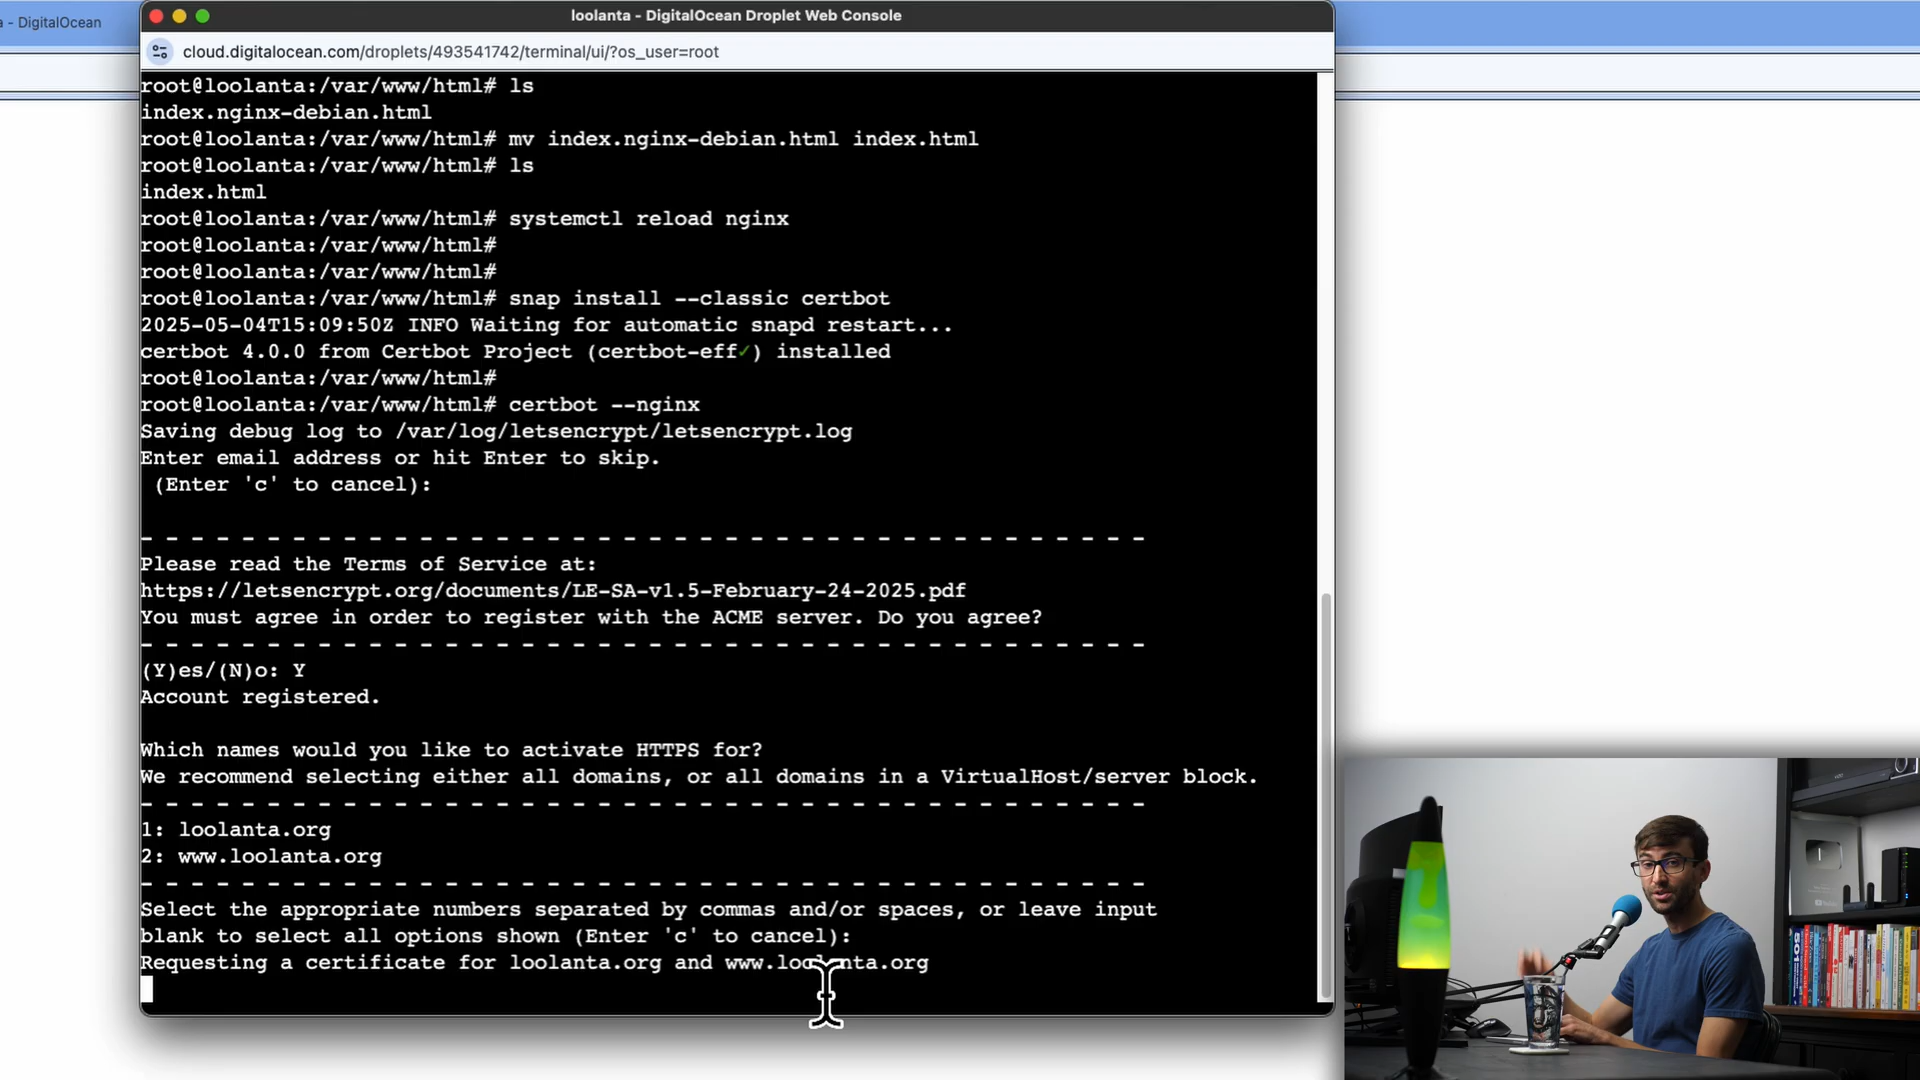 a - DigitalOcean
loolanta - DigitalOcean Droplet Web Console
cloud.digitalocean.com/droplets/493541742/terminal/ui/?os_user=root
root@loolanta:/var/www/html# ls
index.nginx-debian.html
root@loolanta:/var/www/html# mv index.nginx-debian.html index.html
root@loolanta:/var/www/html# ls
index.html
root@loolanta:/var/www/html# systemctl reload nginx
root@loolanta:/var/www/html#
root@loolanta:/var/www/html#
root@loolanta:/var/www/html# snap install --classic certbot
2025-05-04T15:09:50Z INFO Waiting for automatic snapd restart...
certbot 4.0.0 from Certbot Project (certbot-eff✓) installed
root@loolanta:/var/www/html#
root@loolanta:/var/www/html# certbot --nginx
Saving debug log to /var/log/letsencrypt/letsencrypt.log
Enter email address or hit Enter to skip.
(Enter 'c' to cancel):
- - - - - - - - - - - - - - - - - - - - - - - - - - - - - - - - - - - - - - - -
Please read the Terms of Service at:
https://letsencrypt.org/documents/LE-SA-v1.5-February-24-2025.pdf
You must agree in order to register with the ACME server. Do you agree?
- - - - - - - - - - - - - - - - - - - - - - - - - - - - - - - - - - - - - - - -
(Y)es/(N)o: Y
Account registered.
Which names would you like to activate HTTPS for?
We recommend selecting either all domains, or all domains in a VirtualHost/server block.
- - - - - - - - - - - - - - - - - - - - - - - - - - - - - - - - - - - - - - - -
1: loolanta.org
2: www.loolanta.org
- - - - - - - - - - - - - - - - - - - - - - - - - - - - - - - - - - - - - - - -
Select the appropriate numbers separated by commas and/or spaces, or leave input
blank to select all options shown (Enter 'c' to cancel):
Requesting a certificate for loolanta.org and www.loolanta.org